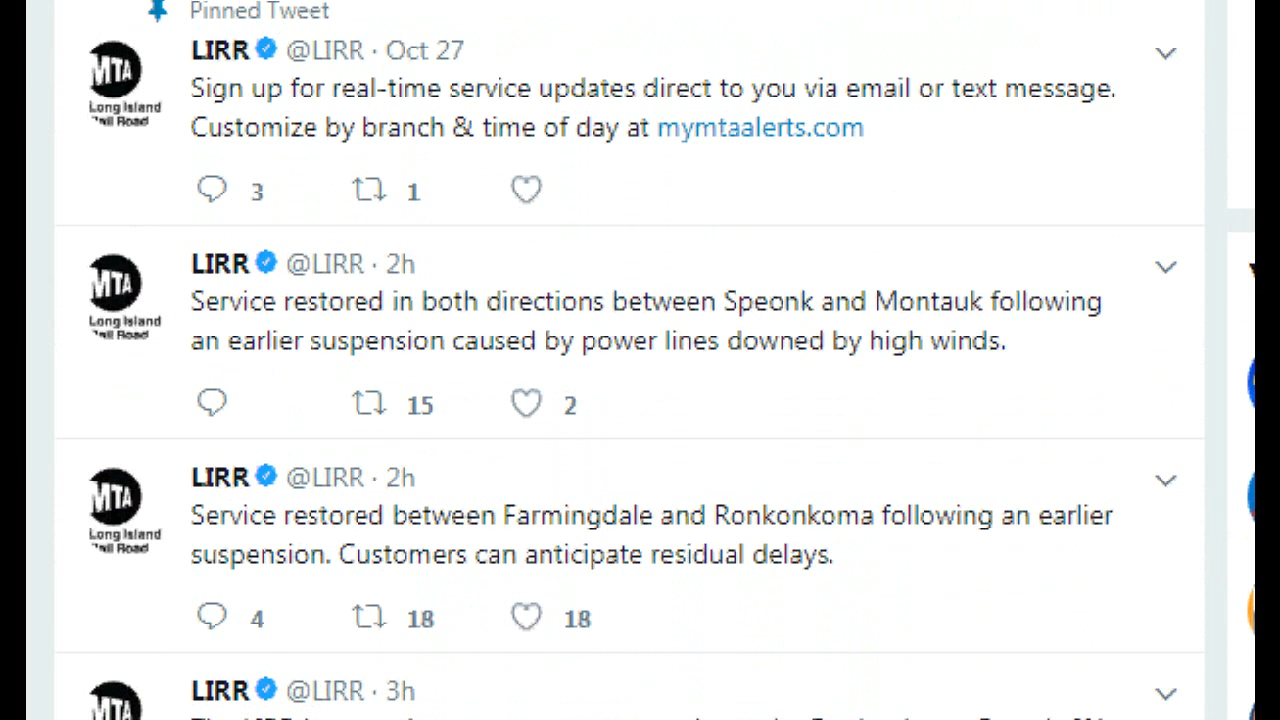 Pinned Tweet
LIRR @LIRR · Oct 27
Sign up for real-time service updates direct to you via email or text message.
Customize by branch & time of day at mymtaalerts.com
3 1
MTA
Long Island
Rail Road
LIRR @LIRR · 2h
Service restored in both directions between Speonk and Montauk following
an earlier suspension caused by power lines downed by high winds.
15 2
MTA
Long Island
Rail Road
LIRR @LIRR · 2h
Service restored between Farmingdale and Ronkonkoma following an earlier
suspension. Customers can anticipate residual delays.
4 18 18
MTA
Long Island
Rail Road
LIRR @LIRR · 3h
MTA